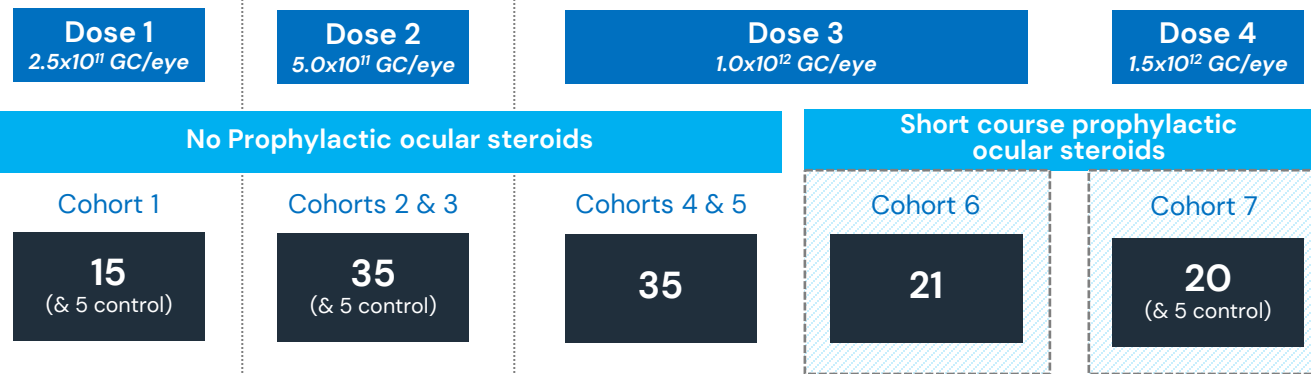 Dose 1
2.5x10¹¹ GC/eye
Dose 2
5.0x10¹¹ GC/eye
Dose 3
1.0x10¹² GC/eye
Dose 4
1.5x10¹² GC/eye
No Prophylactic ocular steroids
Short course prophylactic
ocular steroids
Cohort 1
Cohorts 2 & 3
Cohorts 4 & 5
Cohort 6
Cohort 7
15
(& 5 control)
35
(& 5 control)
35
21
20
(& 5 control)